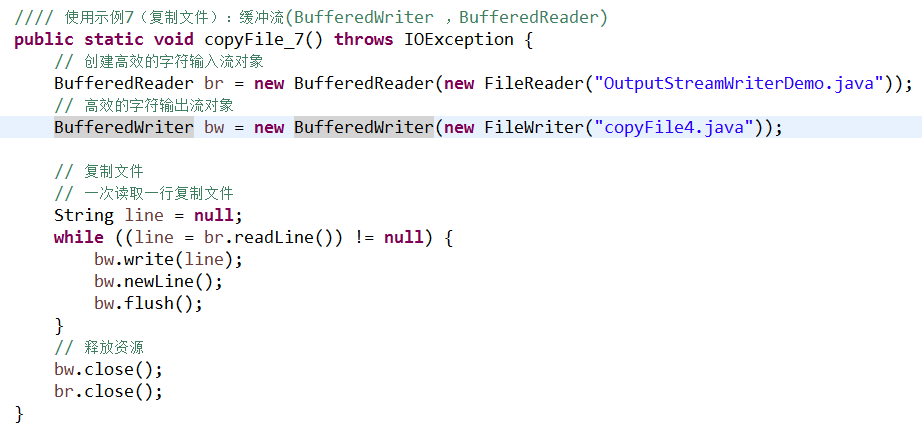 //// 使用示例7（复制文件）：缓冲流(BufferedWriter ，BufferedReader)
public static void copyFile_7() throws IOException {
// 创建高效的字符输入流对象
BufferedReader br = new BufferedReader(new FileReader("OutputStreamWriterDemo.java"));
// 高效的字符输出流对象
BufferedWriter bw = new BufferedWriter(new FileWriter("copyFile4.java"));
// 复制文件
// 一次读取一行复制文件
String line = null;
while ((line = br.readLine()) != null) {
bw.write(line);
bw.newLine();
bw.flush();
}
// 释放资源
bw.close();
br.close();
}